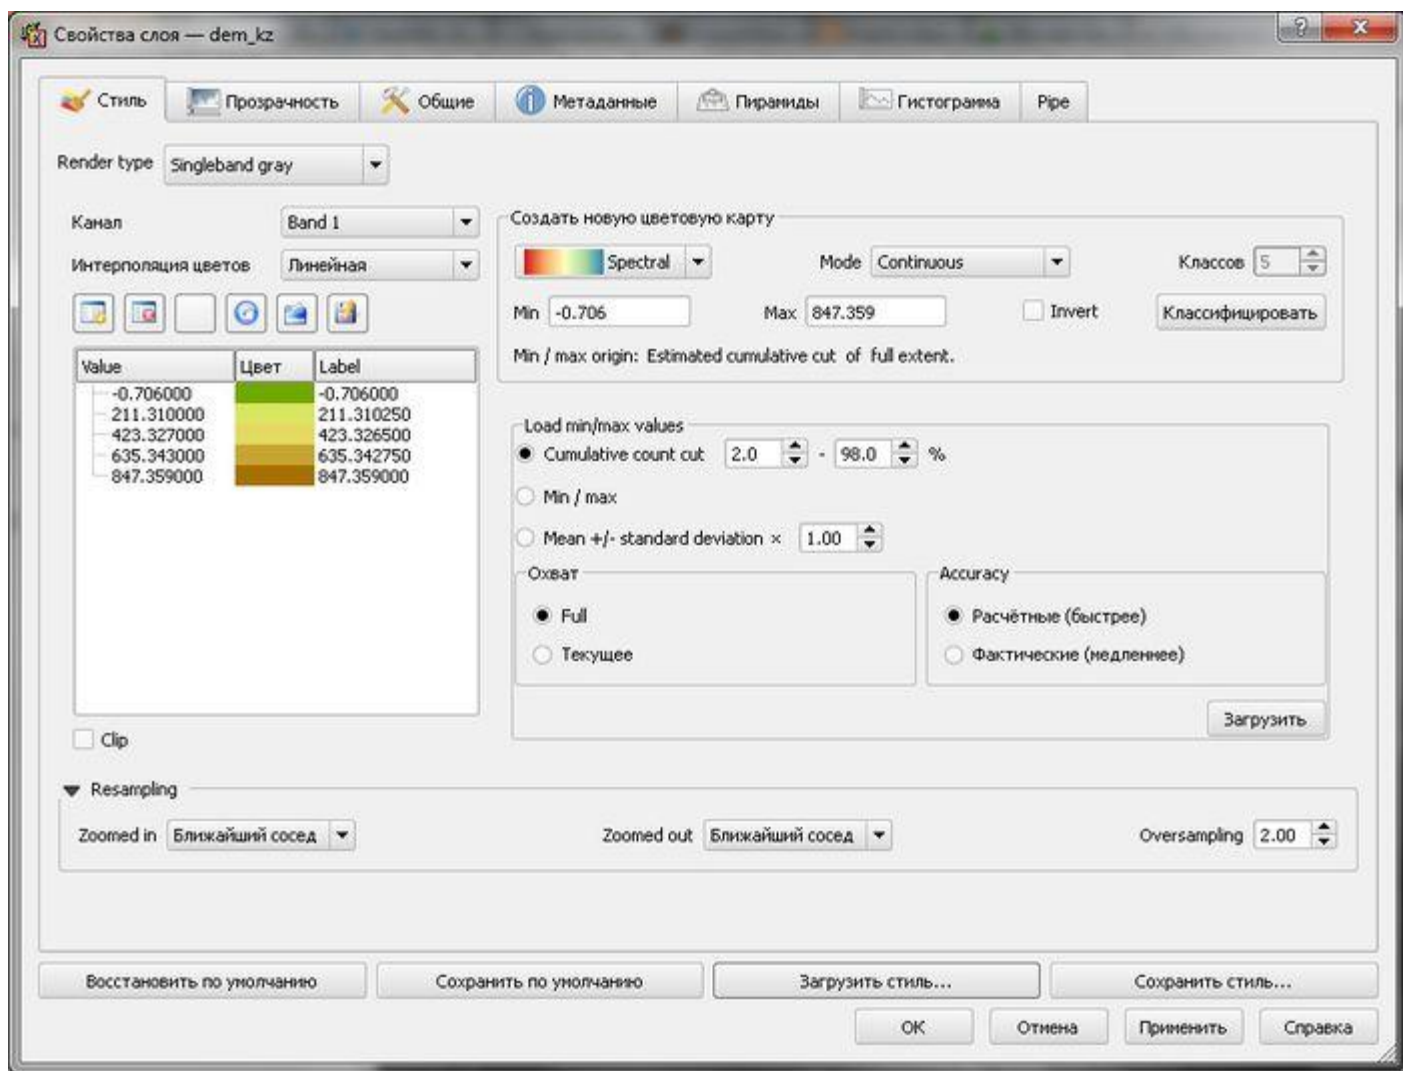 Свойства слоя — dem_kz
Стиль Прозрачность Общие Метаданные Пирамиды Гистограмма Pipe
Render type Singleband gray
Канал Band 1
Интерполяция цветов Линейная
Value Цвет Label
-0.706000 -0.706000
211.310000 211.310250
423.327000 423.326500
635.343000 635.342750
847.359000 847.359000
Clip
Создать новую цветовую карту
Spectral Mode Continuous Классов 5
Min -0.706 Max 847.359 Invert Классифицировать
Min / max origin: Estimated cumulative cut of full extent.
Load min/max values
Cumulative count cut 2.0 - 98.0 %
Min / max
Mean +/- standard deviation × 1.00
Охват
Full
Текущее
Accuracy
Расчётные (быстрее)
Фактические (медленнее)
Загрузить
Resampling
Zoomed in Ближайший сосед Zoomed out Ближайший сосед Oversampling 2.00
Восстановить по умолчанию Сохранить по умолчанию Загрузить стиль... Сохранить стиль...
OK Отмена Применить Справка